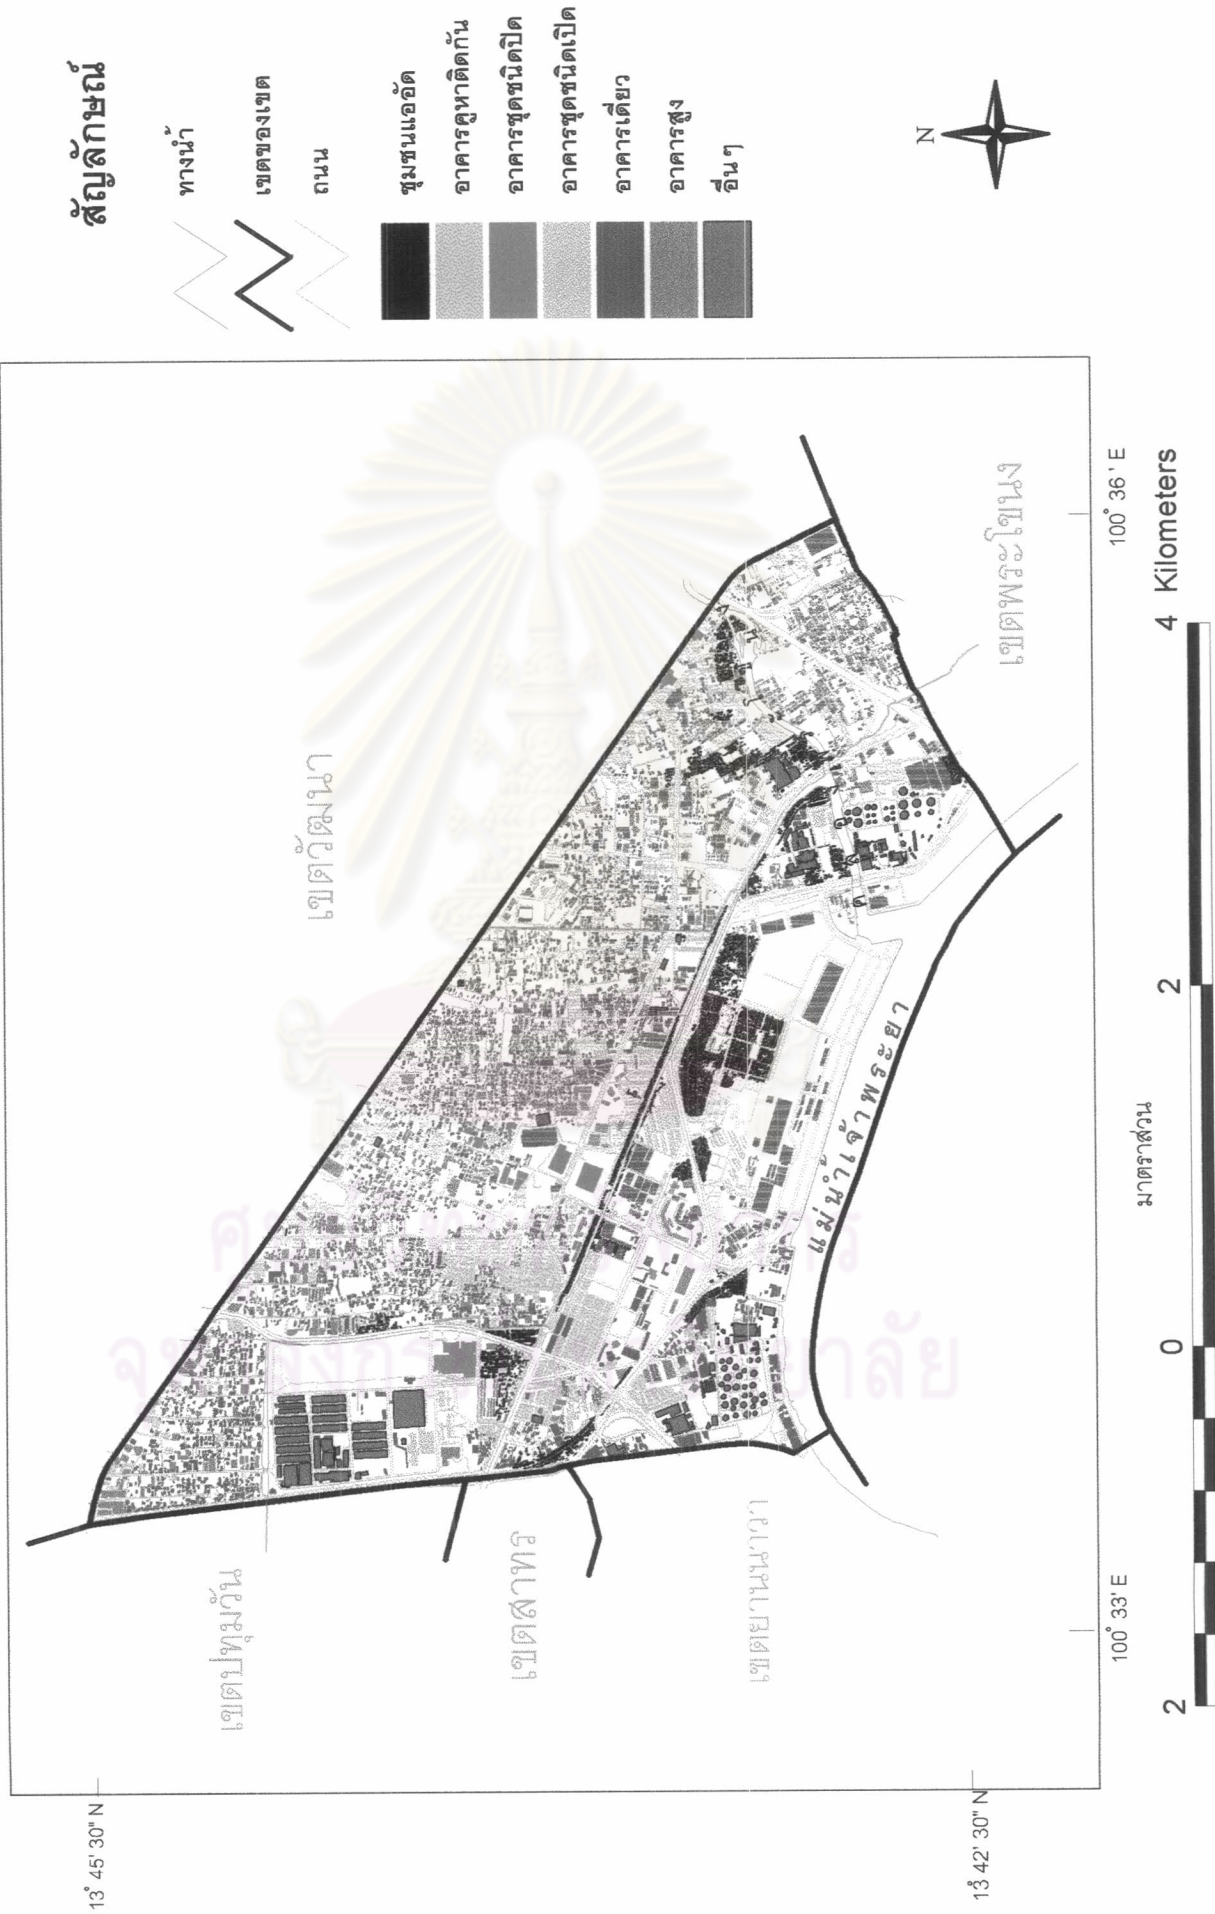 สัญลักษณ์
ทางน้ำ
เขตของเขต
ถนน
ชุมชนแออัด
อาคารคูหาติดกัน
อาคารชุดชนิดปิด
อาคารชุดชนิดเปิด
อาคารเดี่ยว
อาคารสูง
อื่นๆ
N
13° 45' 30" N
13° 42' 30" N
เขตปทุมวัน
เขตวัฒนา
เขตสาทร
เขตยานนาวา
เขตพระโขนง
แม่น้ำเจ้าพระยา
100° 33' E
100° 36' E
มาตราส่วน
2
0
2
4 Kilometers